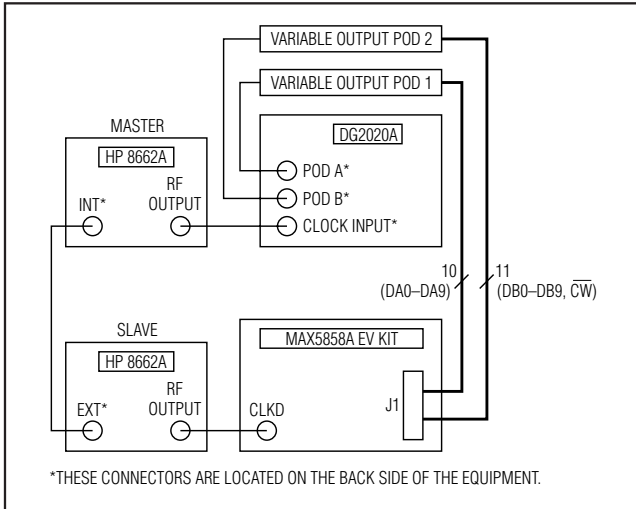 VARIABLE OUTPUT POD 2
VARIABLE OUTPUT POD 1
MASTER
HP 8662A
INT*
RF
OUTPUT
DG2020A
POD A*
POD B*
CLOCK INPUT*
10
(DA0–DA9)
11
(DB0–DB9, C̅W̅)
SLAVE
HP 8662A
EXT*
RF
OUTPUT
MAX5858A EV KIT
CLKD
J1
*THESE CONNECTORS ARE LOCATED ON THE BACK SIDE OF THE EQUIPMENT.